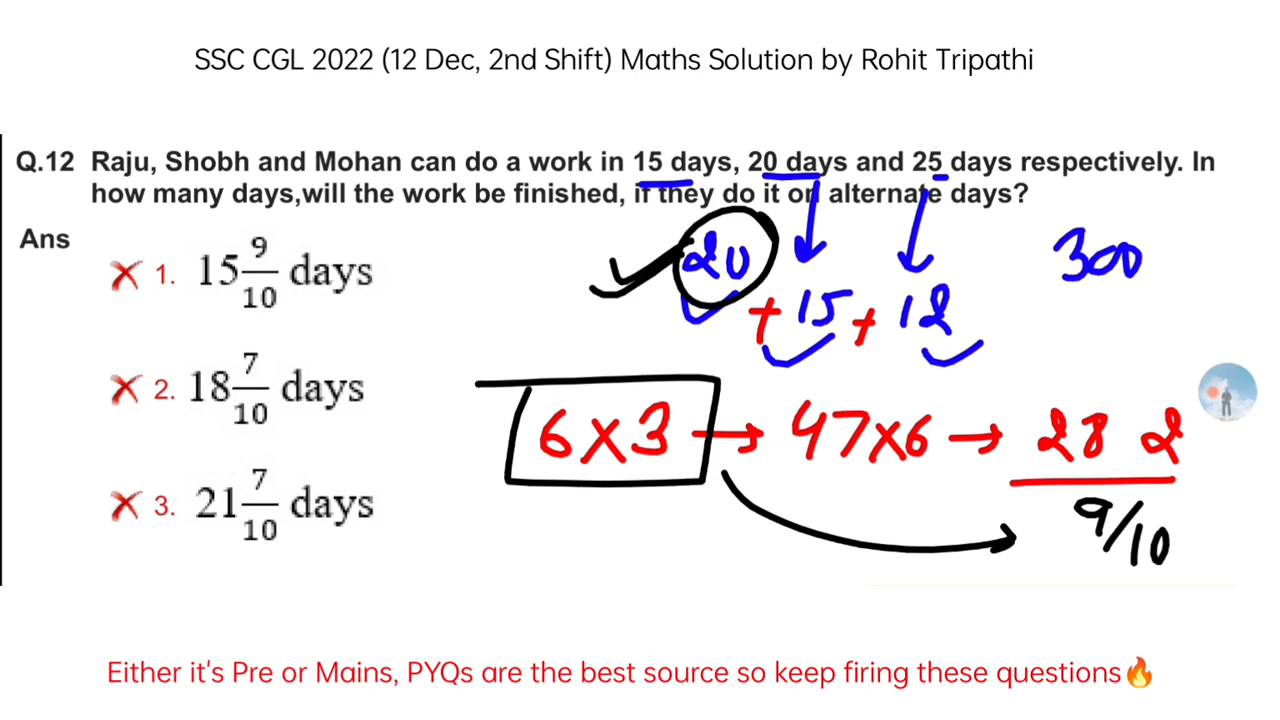 SSC CGL 2022 (12 Dec, 2nd Shift) Maths Solution by Rohit Tripathi
Q.12 Raju, Shobh and Mohan can do a work in 15 days, 20 days and 25 days respectively. In
how many days,will the work be finished, if they do it on alternate days?
Ans
1. 15 9/10 days
2. 18 7/10 days
3. 21 7/10 days
20 + 15 + 12
300
6×3 → 47×6 → 282
9/10
Either it's Pre or Mains, PYQs are the best source so keep firing these questions🔥